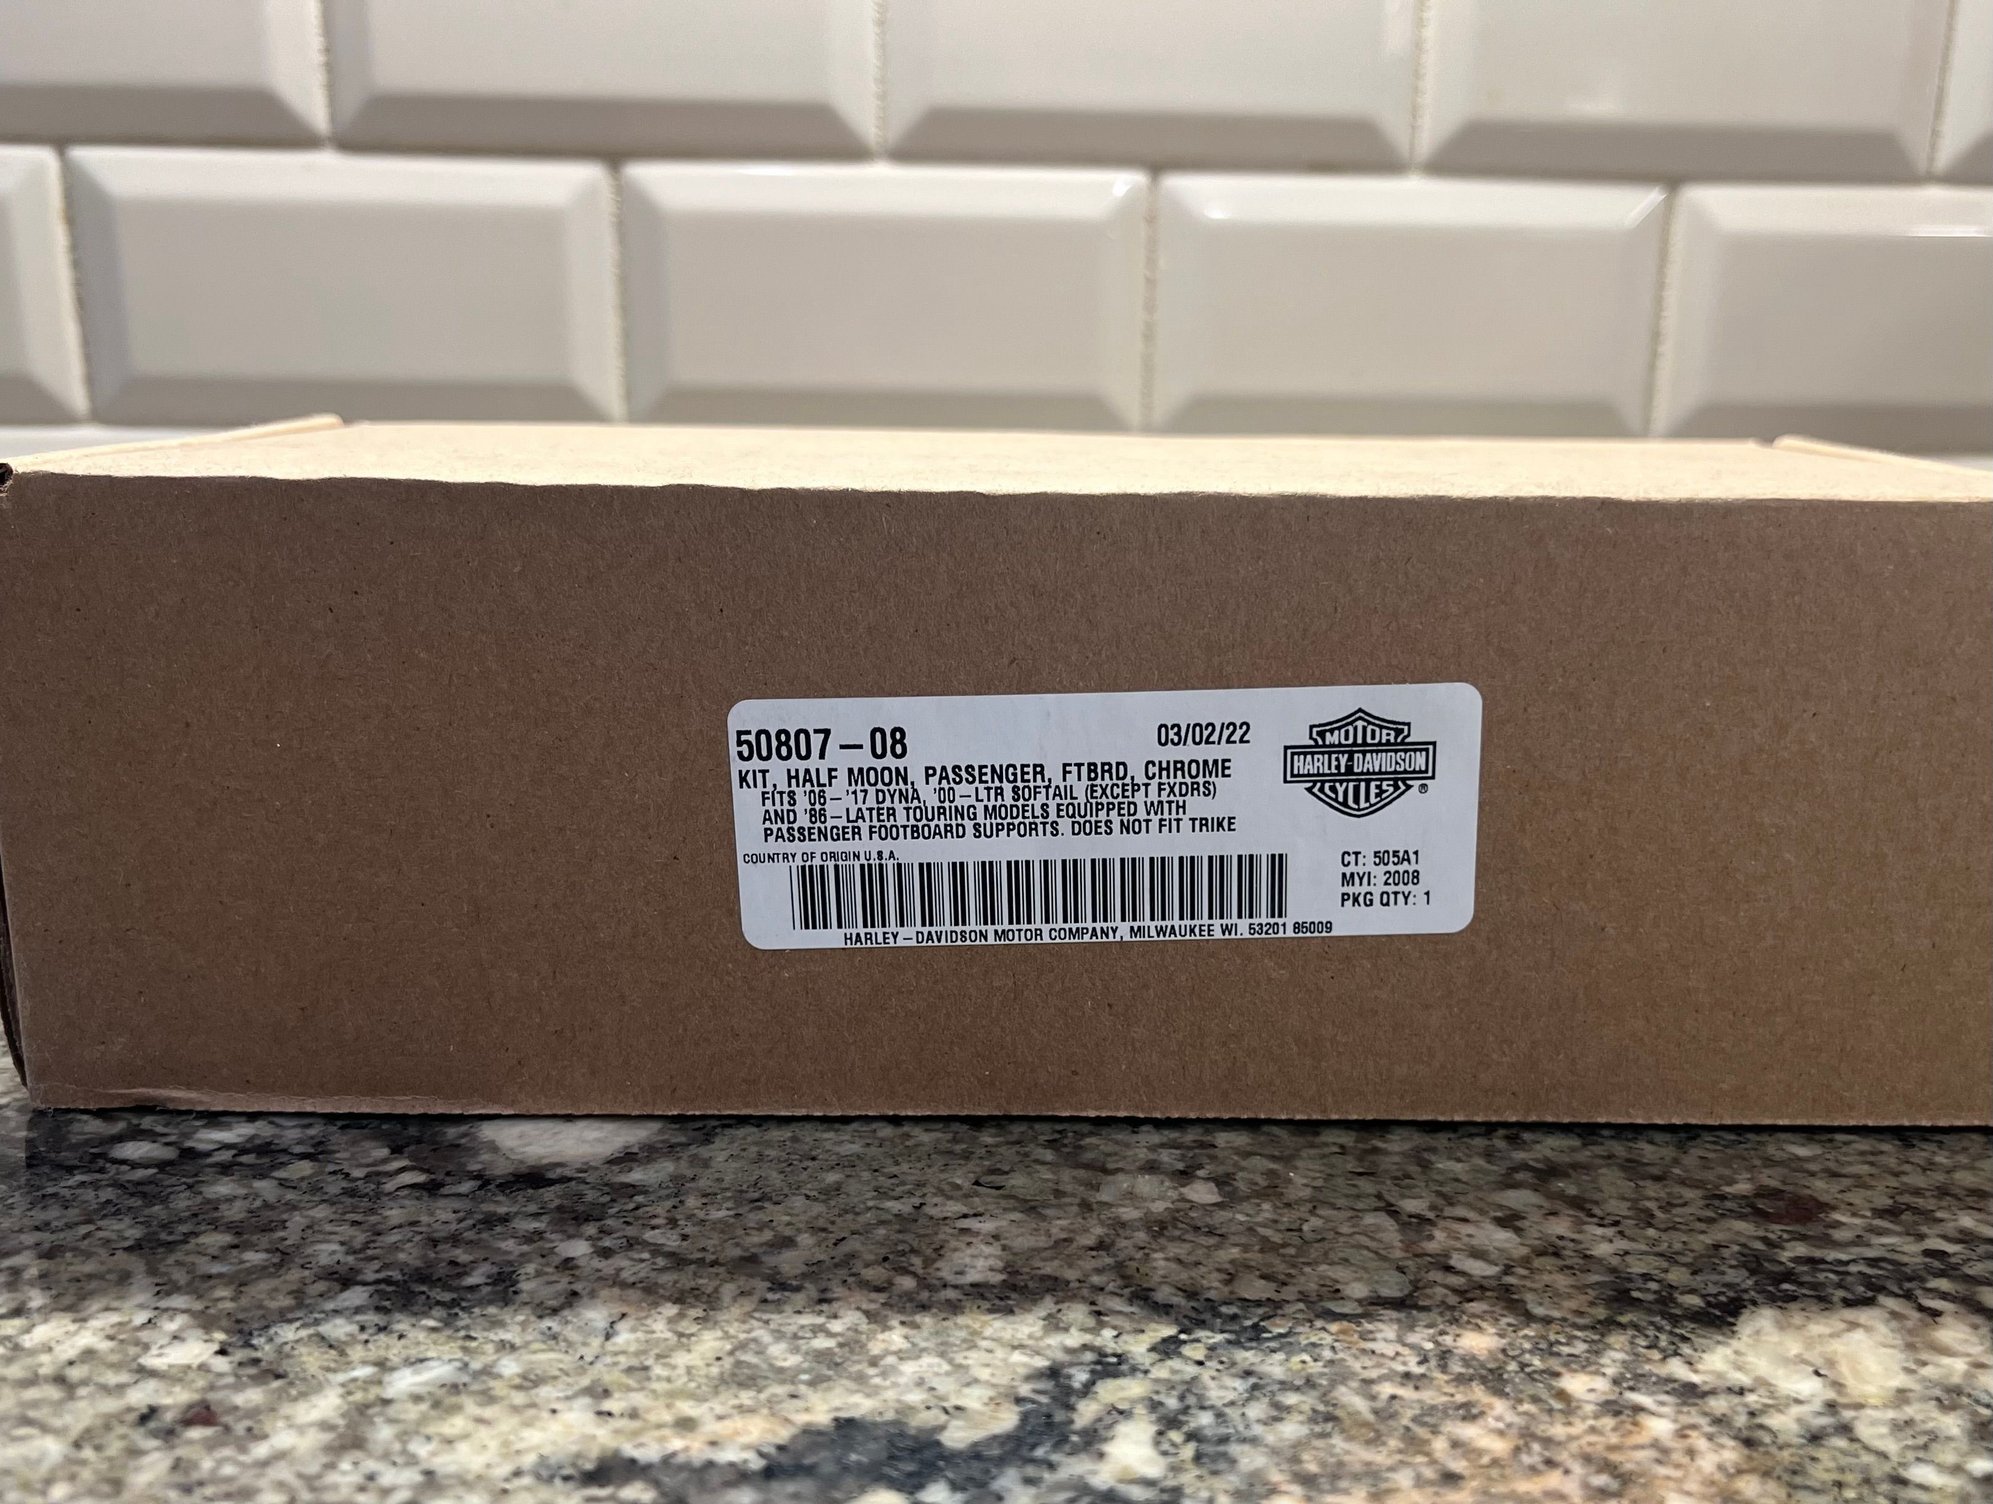 50807-08
03/02/22
KIT, HALF MOON, PASSENGER, FTBRD, CHROME
FITS '06-'17 DYNA, '00-LTR SOFTAIL (EXCEPT FXDRS)
AND '86-LATER TOURING MODELS EQUIPPED WITH
PASSENGER FOOTBOARD SUPPORTS. DOES NOT FIT TRIKE
COUNTRY OF ORIGIN U.S.A.
HARLEY-DAVIDSON MOTOR COMPANY, MILWAUKEE WI. 53201 85009
MOTOR
HARLEY-DAVIDSON
CYCLES
®
CT: 505A1
MYI: 2008
PKG QTY: 1